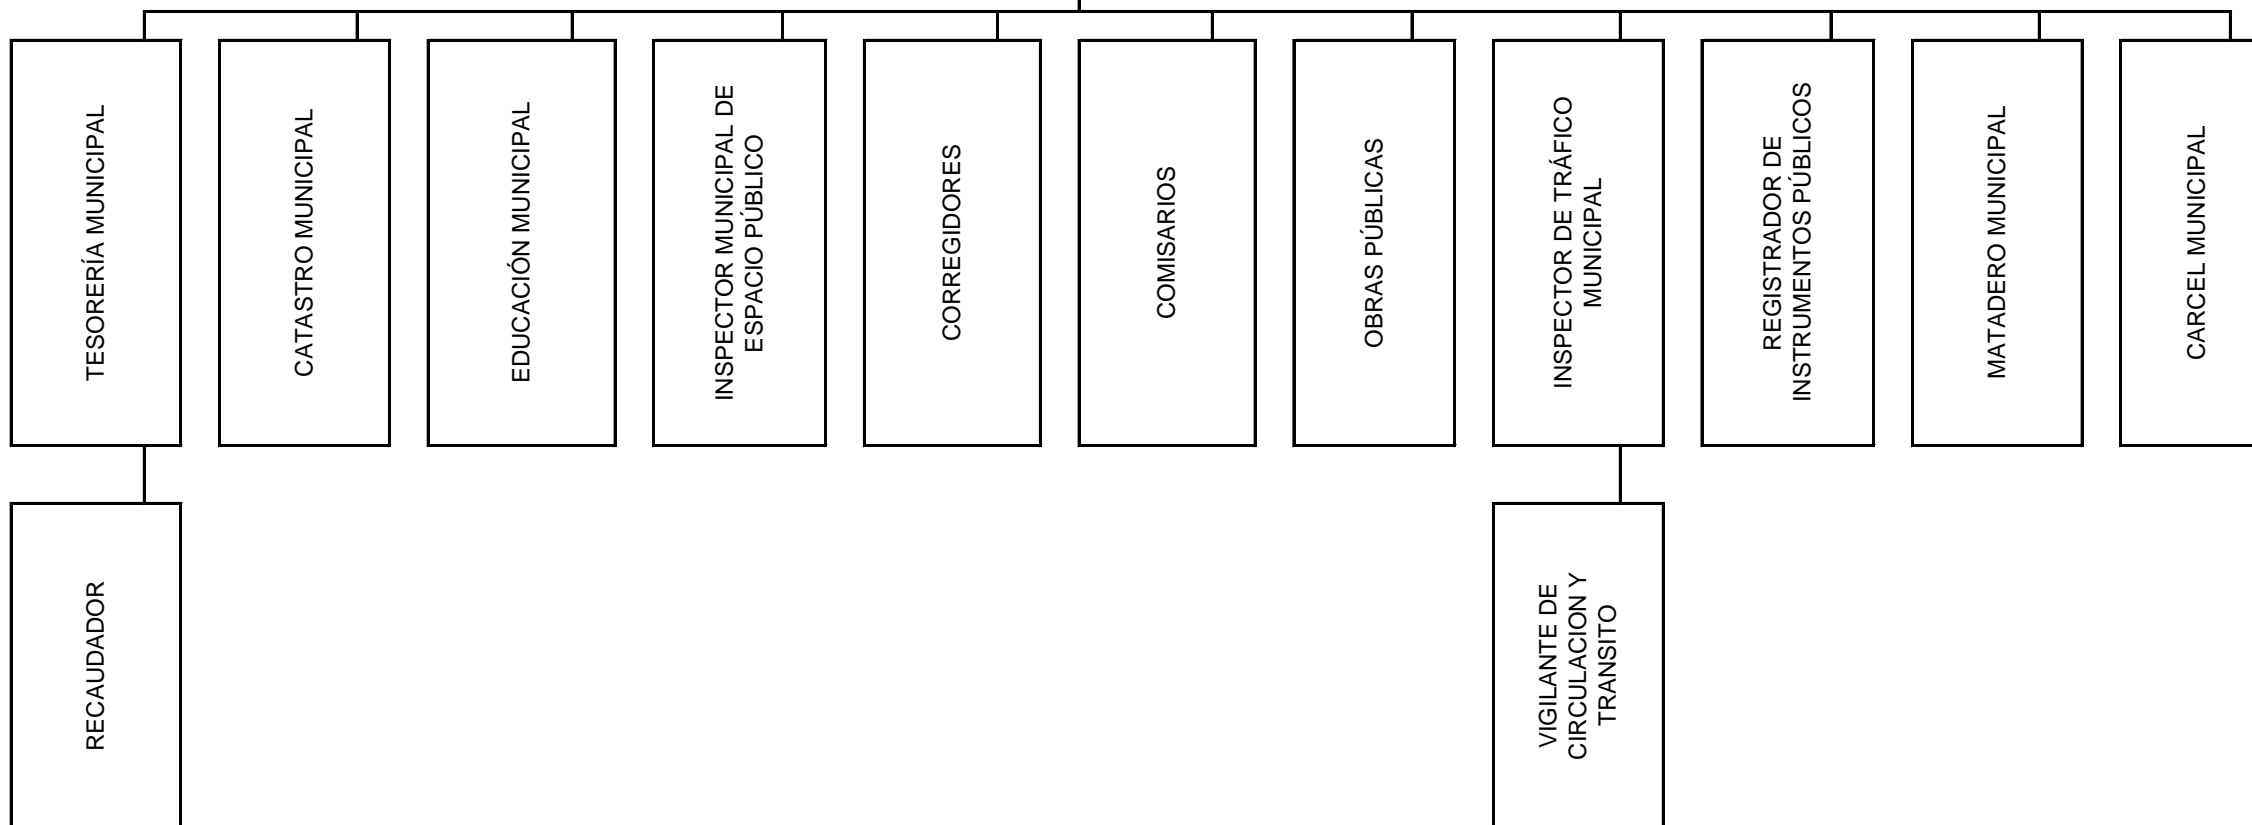 TESORERÍA MUNICIPAL
CATASTRO MUNICIPAL
EDUCACIÓN MUNICIPAL
INSPECTOR MUNICIPAL DE
ESPACIO PÚBLICO
CORREGIDORES
COMISARIOS
OBRAS PÚBLICAS
INSPECTOR DE TRÁFICO
MUNICIPAL
REGISTRADOR DE
INSTRUMENTOS PÚBLICOS
MATADERO MUNICIPAL
CARCEL MUNICIPAL
RECAUDADOR
VIGILANTE DE
CIRCULACION Y
TRANSITO